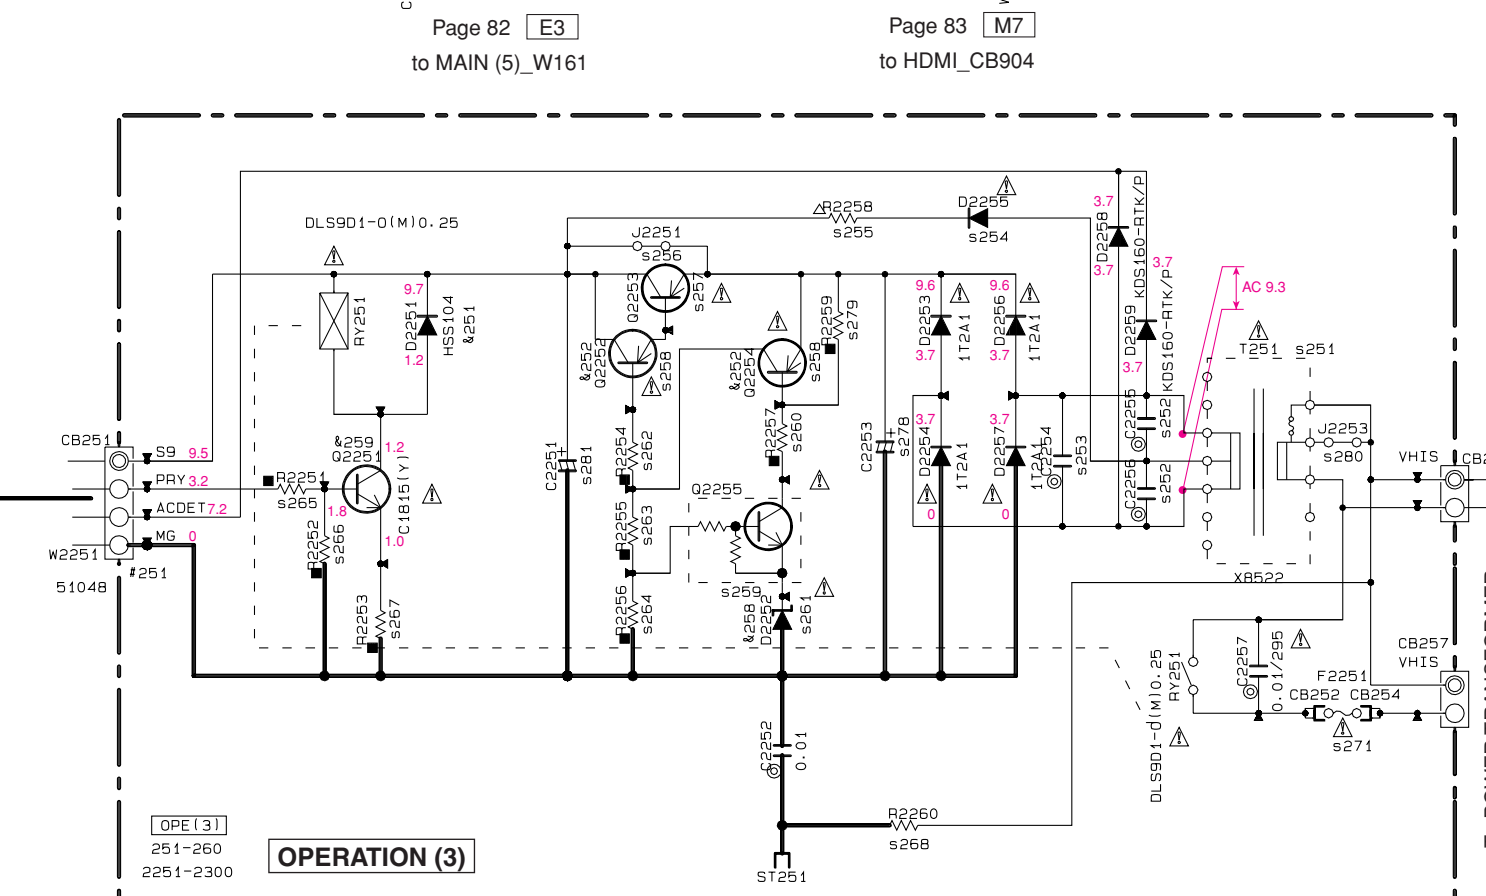 Page 82 E3
to MAIN (5)_W161
Page 83 M7
to HDMI_CB904
DLS9D1-O(M)0.25
RY251
9.7
D2251
HSS104
&251
1.2
J2251
s256
Q2253
s257
&252
Q2252
s258
R2258
s255
D2255
s254
&252
Q2254
s258
R2259
s279
9.6
D2253
1T2A1
3.7
9.6
D2256
1T2A1
3.7
3.7
D2258
KDS160-RTK/P
3.7
3.7
D2259
KDS160-RTK/P
3.7
AC 9.3
T251
s251
CB251
S9 9.5
PRY 3.2
ACDET 7.2
MG 0
W2251
#251
51048
R2251
s265
&259
Q2251
1.2
C1815(Y)
1.8
1.0
R2252
s266
R2253
s267
C2251
+
s281
R2254
s262
R2255
s263
R2256
s264
R2257
s260
Q2255
s259
&258
D2252
s261
C2253
+
s278
3.7
D2254
1T2A1
0
3.7
D2257
1T2A1
0
C2254
s253
C2255
s252
C2256
s252
J2253
s280
XB522
VHIS
CB2
DLS9D1-O(M)0.25
RY251
C2257
0.01/295
F2251
CB252 CB254
s271
CB257
VHIS
C2252
0.01
R2260
s268
ST251
OPE(3)
251-260
2251-2300
OPERATION (3)